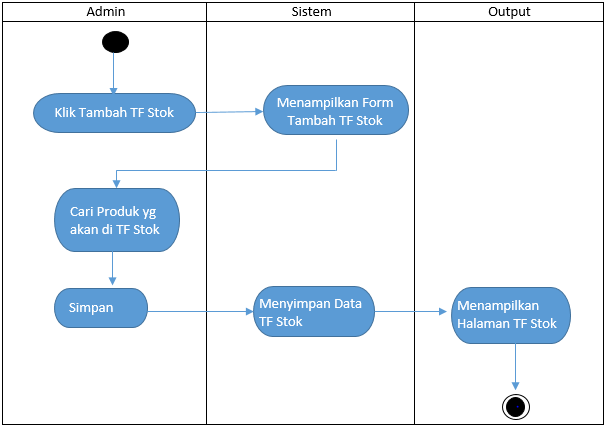 Admin
Sistem
Output
Klik Tambah TF Stok
Menampilkan Form
Tambah TF Stok
Cari Produk yg
akan di TF Stok
Simpan
Menyimpan Data
TF Stok
Menampilkan
Halaman TF Stok